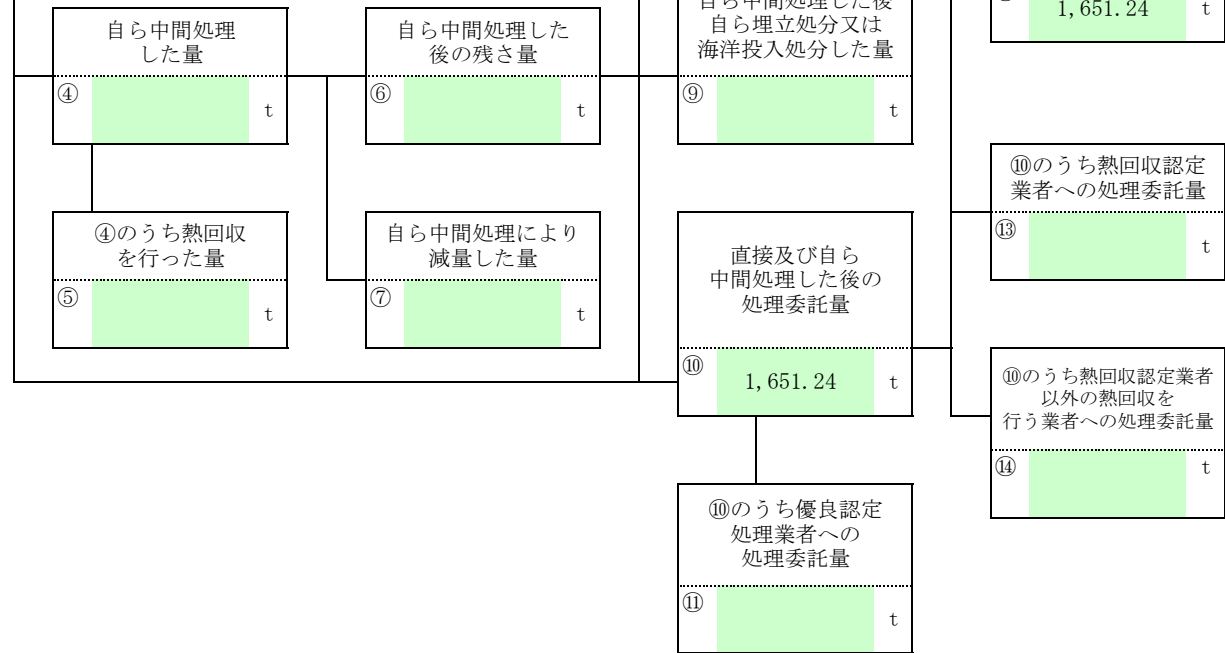 自ら中間処理
した量
④
t
自ら中間処理した
後の残さ量
⑥
t
自ら中間処理した後
自ら埋立処分又は
海洋投入処分した量
⑨
t
1,651.24
t
④のうち熱回収
を行った量
⑤
t
自ら中間処理により
減量した量
⑦
t
直接及び自ら
中間処理した後の
処理委託量
⑩
1,651.24
t
⑩のうち熱回収認定
業者への処理委託量
⑬
t
⑩のうち熱回収認定業者
以外の熱回収を
行う業者への処理委託量
⑭
t
⑩のうち優良認定
処理業者への
処理委託量
⑪
t